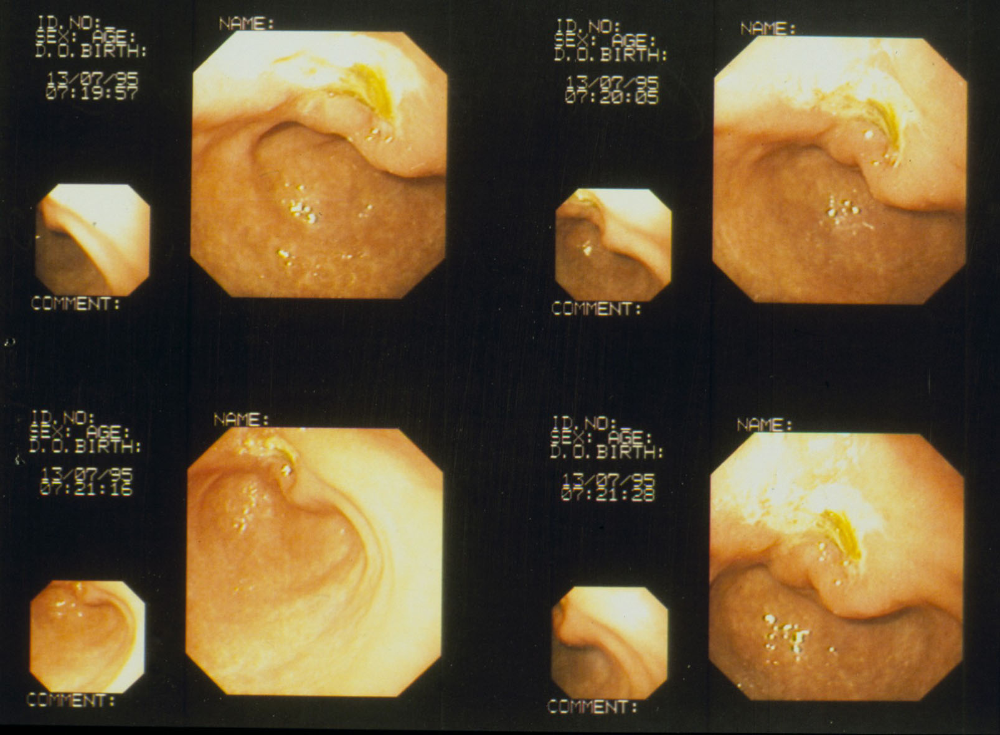 ID.NO:_
SEX: AGE:
D.O.BIRTH:
13/07/95
07:19:57
NAME:
COMMENT:
ID.NO:_
SEX: AGE:
D.O.BIRTH:
13/07/95
07:20:05
NAME:
COMMENT:
ID.NO:_
SEX: AGE:
D.O.BIRTH:
13/07/95
07:21:16
NAME:
COMMENT:
ID.NO:_
SEX: AGE:
D.O.BIRTH:
13/07/95
07:21:28
NAME:
COMMENT: